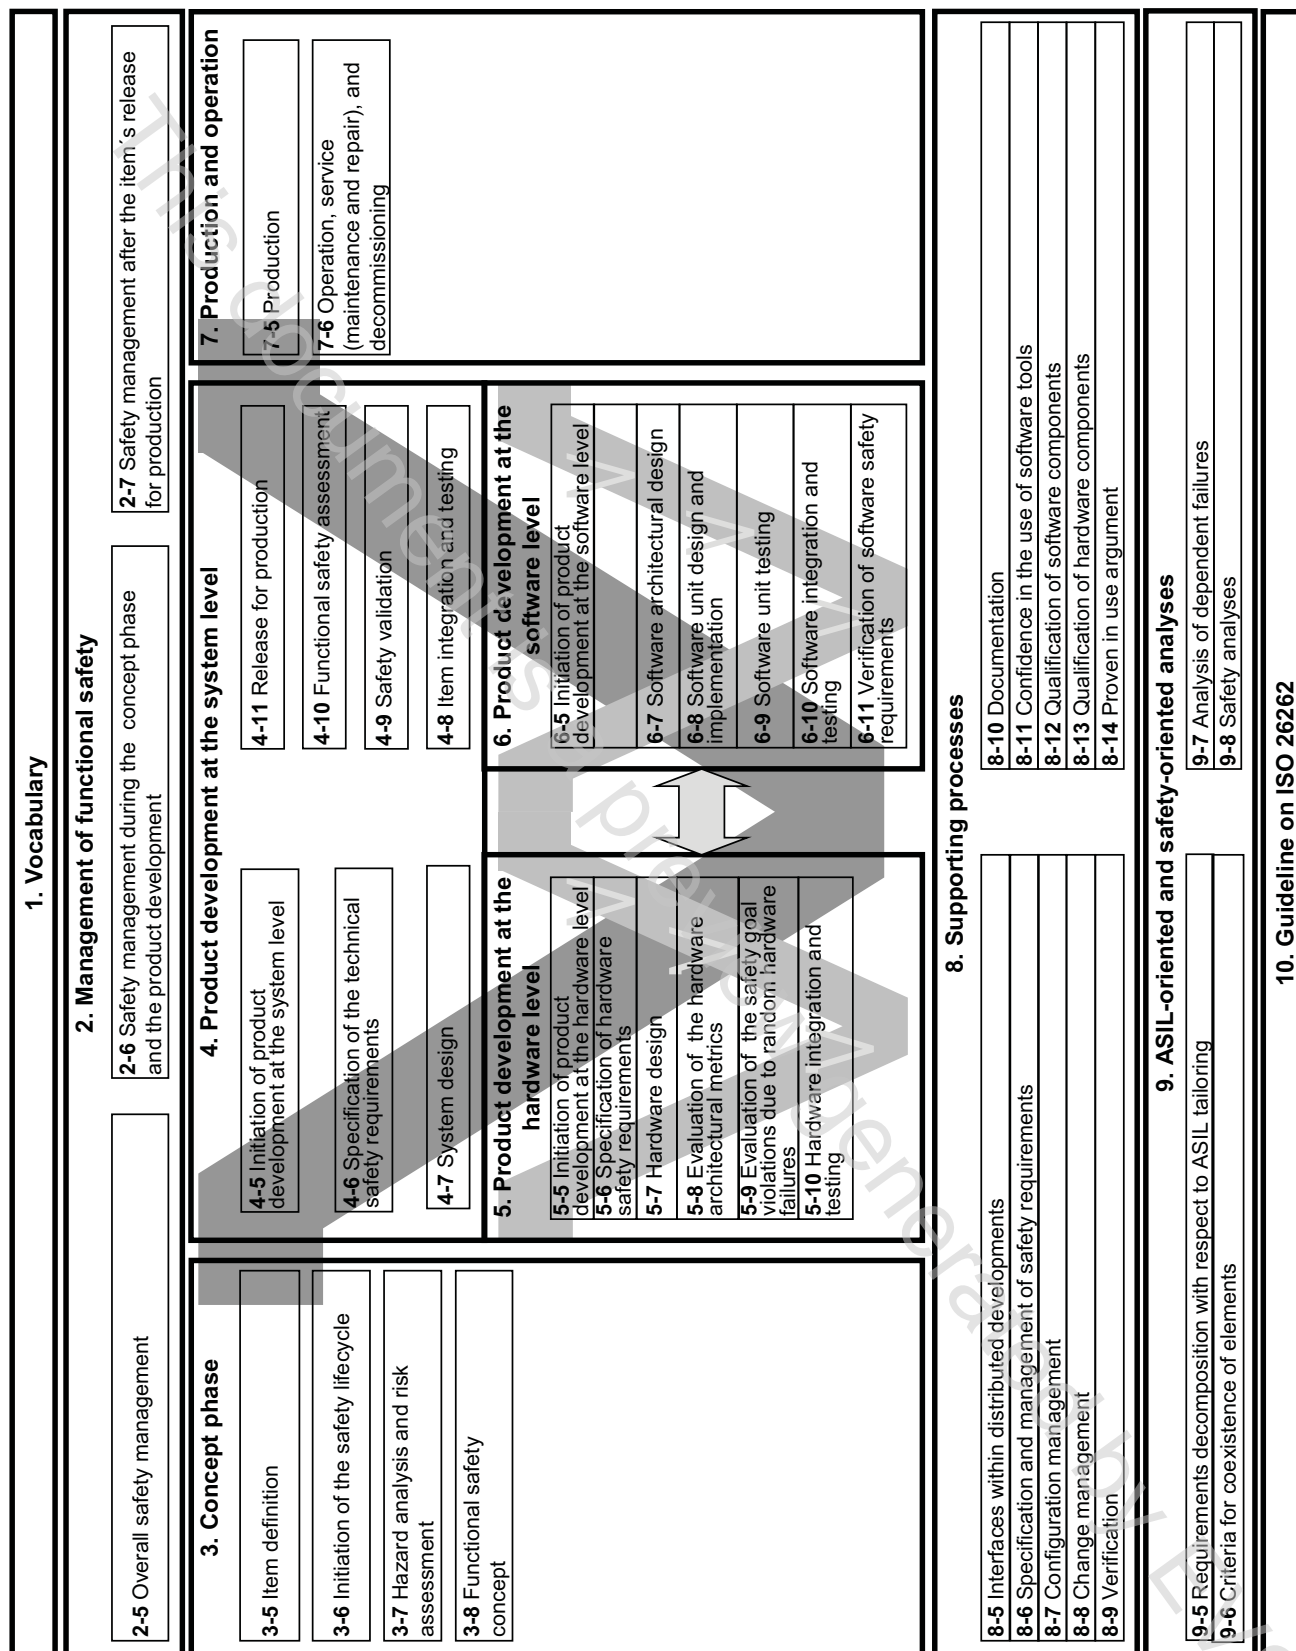 1. Vocabulary
2. Management of functional safety
2-5 Overall safety management
2-6 Safety management during the concept phase
and the product development
2-7 Safety management after the item´s release
for production
3. Concept phase
3-5 Item definition
3-6 Initiation of the safety lifecycle
3-7 Hazard analysis and risk
assessment
3-8 Functional safety
concept
4. Product development at the system level
4-5 Initiation of product
development at the system level
4-6 Specification of the technical
safety requirements
4-7 System design
4-11 Release for production
4-10 Functional safety assessment
4-9 Safety validation
4-8 Item integration and testing
5. Product development at the
hardware level
5-5 Initiation of product
development at the hardware level
5-6 Specification of hardware
safety requirements
5-7 Hardware design
5-8 Evaluation of the hardware
architectural metrics
5-9 Evaluation of the safety goal
violations due to random hardware
failures
5-10 Hardware integration and
testing
6. Product development at the
software level
6-5 Initiation of product
development at the software level
6-7 Software architectural design
6-8 Software unit design and
implementation
6-9 Software unit testing
6-10 Software integration and
testing
6-11 Verification of software safety
requirements
7. Production and operation
7-5 Production
7-6 Operation, service
(maintenance and repair), and
decommissioning
8. Supporting processes
8-5 Interfaces within distributed developments
8-6 Specification and management of safety requirements
8-7 Configuration management
8-8 Change management
8-9 Verification
8-10 Documentation
8-11 Confidence in the use of software tools
8-12 Qualification of software components
8-13 Qualification of hardware components
8-14 Proven in use argument
9. ASIL-oriented and safety-oriented analyses
9-5 Requirements decomposition with respect to ASIL tailoring
9-6 Criteria for coexistence of elements
9-7 Analysis of dependent failures
9-8 Safety analyses
10. Guideline on ISO 26262
This document is a preview generated by EVS